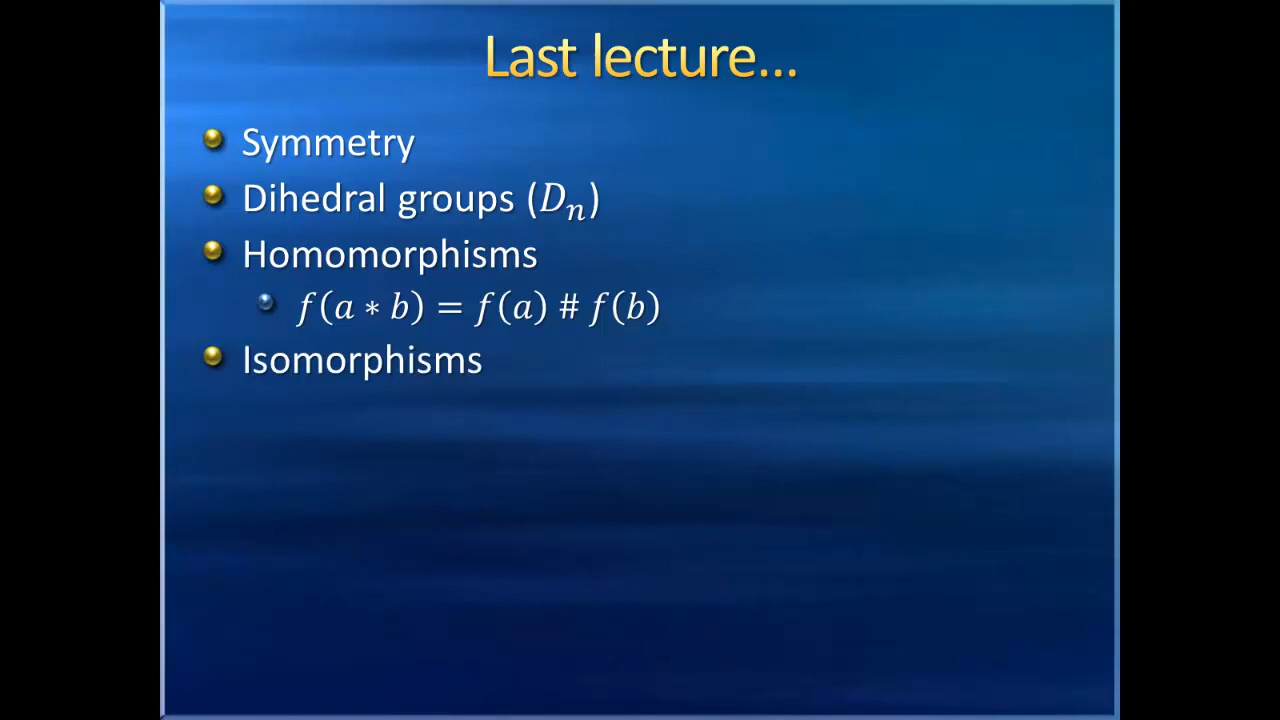 Last lecture...
Symmetry
Dihedral groups (𝐷ₙ)
Homomorphisms
𝑓(𝑎 ∗ 𝑏) = 𝑓(𝑎) # 𝑓(𝑏)
Isomorphisms